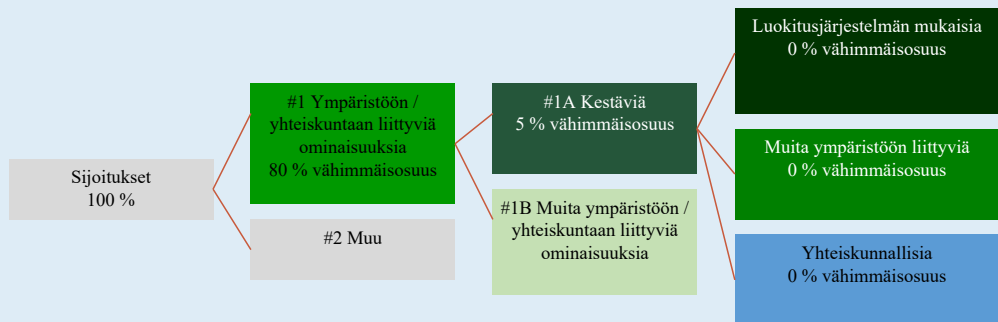 Sijoitukset
100 %
#1 Ympäristöön /
yhteiskuntaan liittyviä
ominaisuuksia
80 % vähimmäisosuus
#2 Muu
#1A Kestäviä
5 % vähimmäisosuus
#1B Muita ympäristöön /
yhteiskuntaan liittyviä
ominaisuuksia
Luokitusjärjestelmän mukaisia
0 % vähimmäisosuus
Muita ympäristöön liittyviä
0 % vähimmäisosuus
Yhteiskunnallisia
0 % vähimmäisosuus